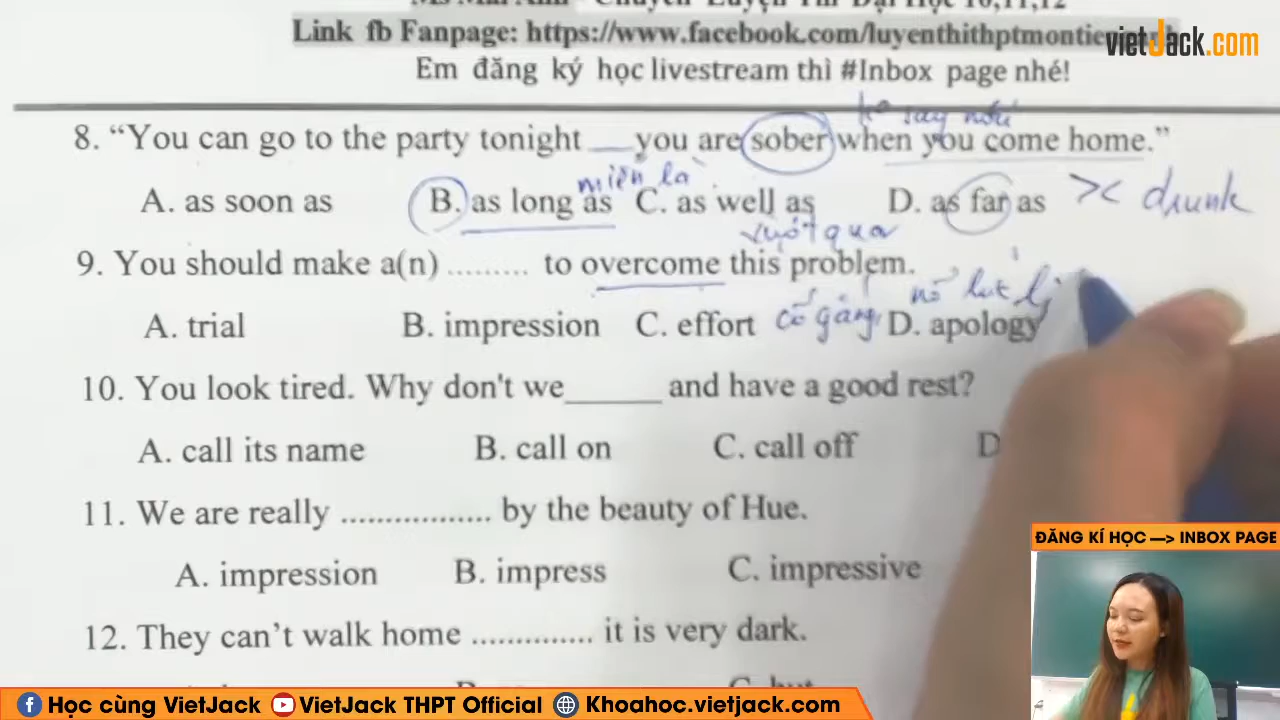 Link fb Fanpage: https://www.facebook.com/luyenthithptmontie
vietJack.com
Em đăng ký học livestream thì #Inbox page nhé!
8. “You can go to the party tonight ___ you are sober when you come home.”
miễn là
A. as soon as B. as long as C. as well as D. as far as >< drunk
vượt qua
9. You should make a(n) ......... to overcome this problem.
nỗ lực
A. trial B. impression C. effort cố gắng, D. apology
10. You look tired. Why don't we______ and have a good rest?
A. call its name B. call on C. call off D
11. We are really ................. by the beauty of Hue.
A. impression B. impress C. impressive
12. They can’t walk home .............. it is very dark.
C. but
ĐĂNG KÍ HỌC —> INBOX PAGE
Học cùng VietJack VietJack THPT Official Khoahoc.vietjack.com